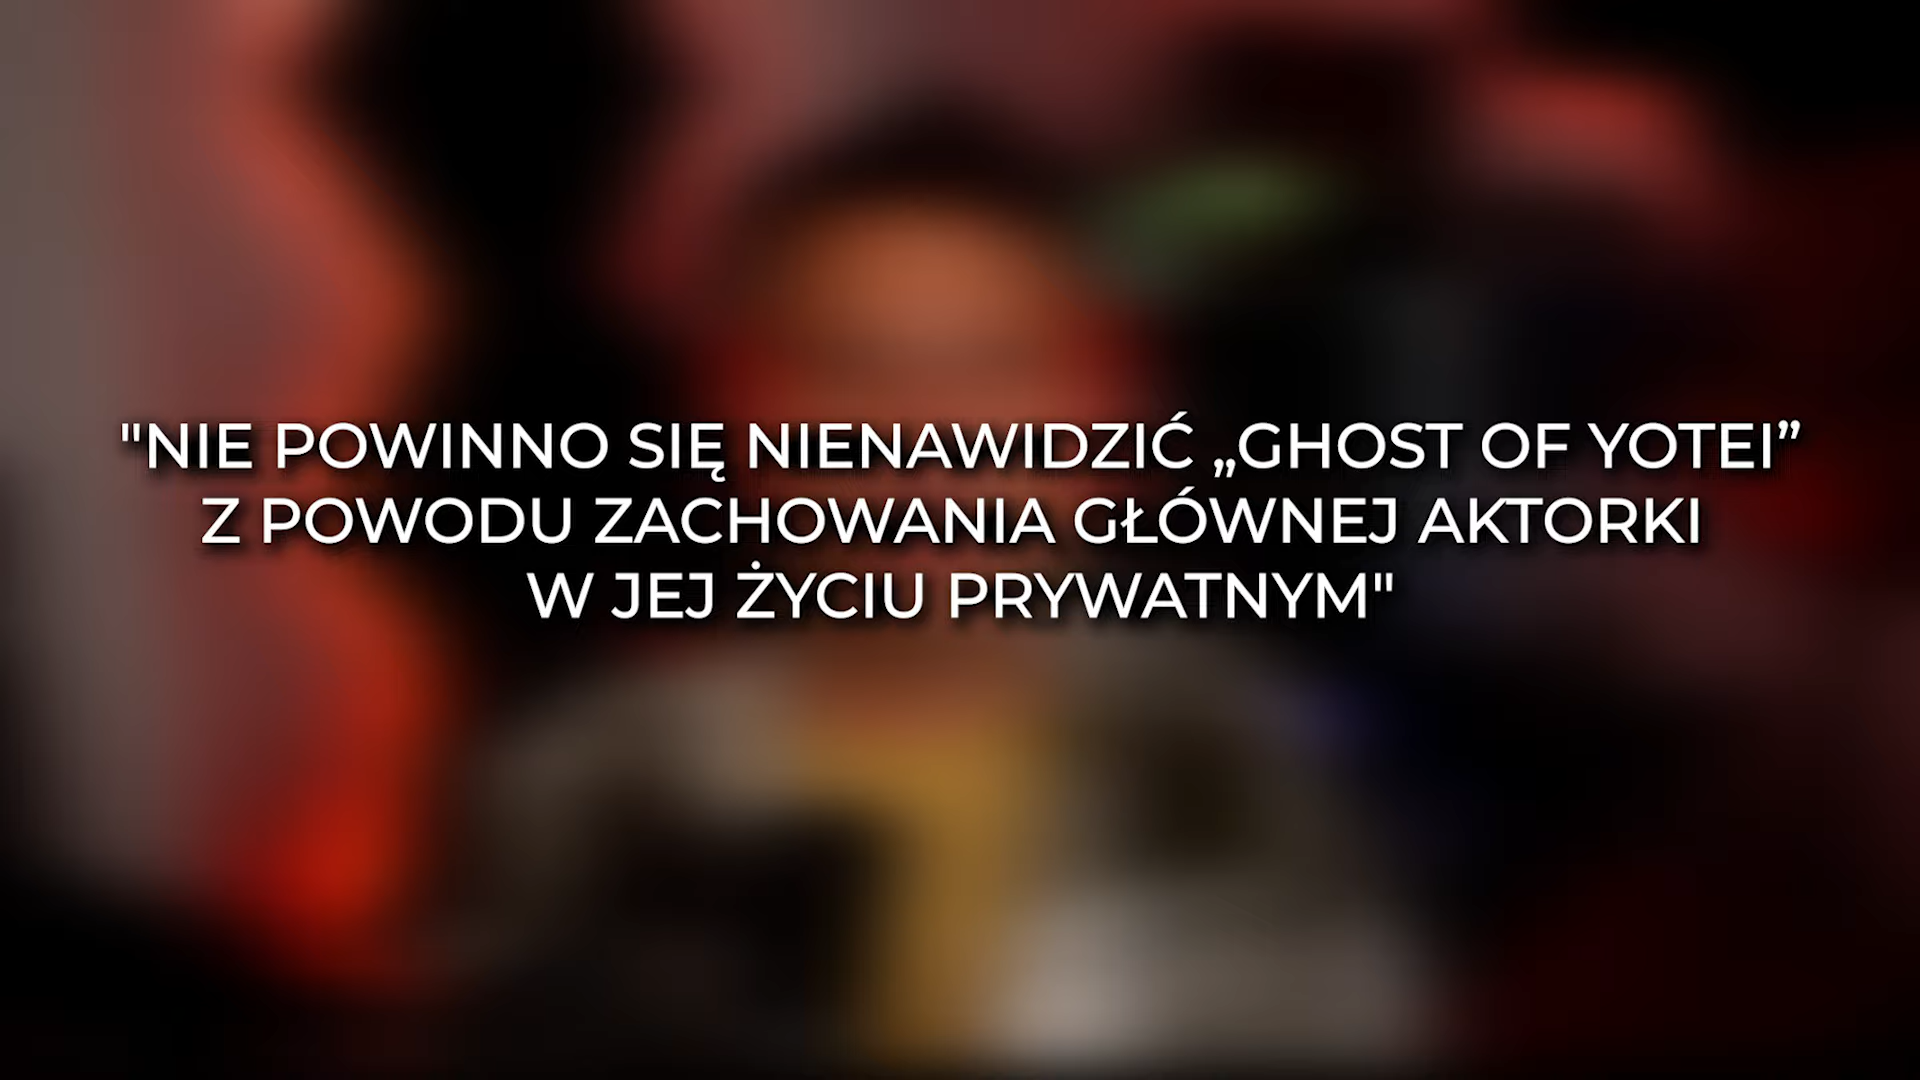 "NIE POWINNO SIĘ NIENAWIDZIĆ „GHOST OF YOTEI”
Z POWODU ZACHOWANIA GŁÓWNEJ AKTORKI
W JEJ ŻYCIU PRYWATNYM"